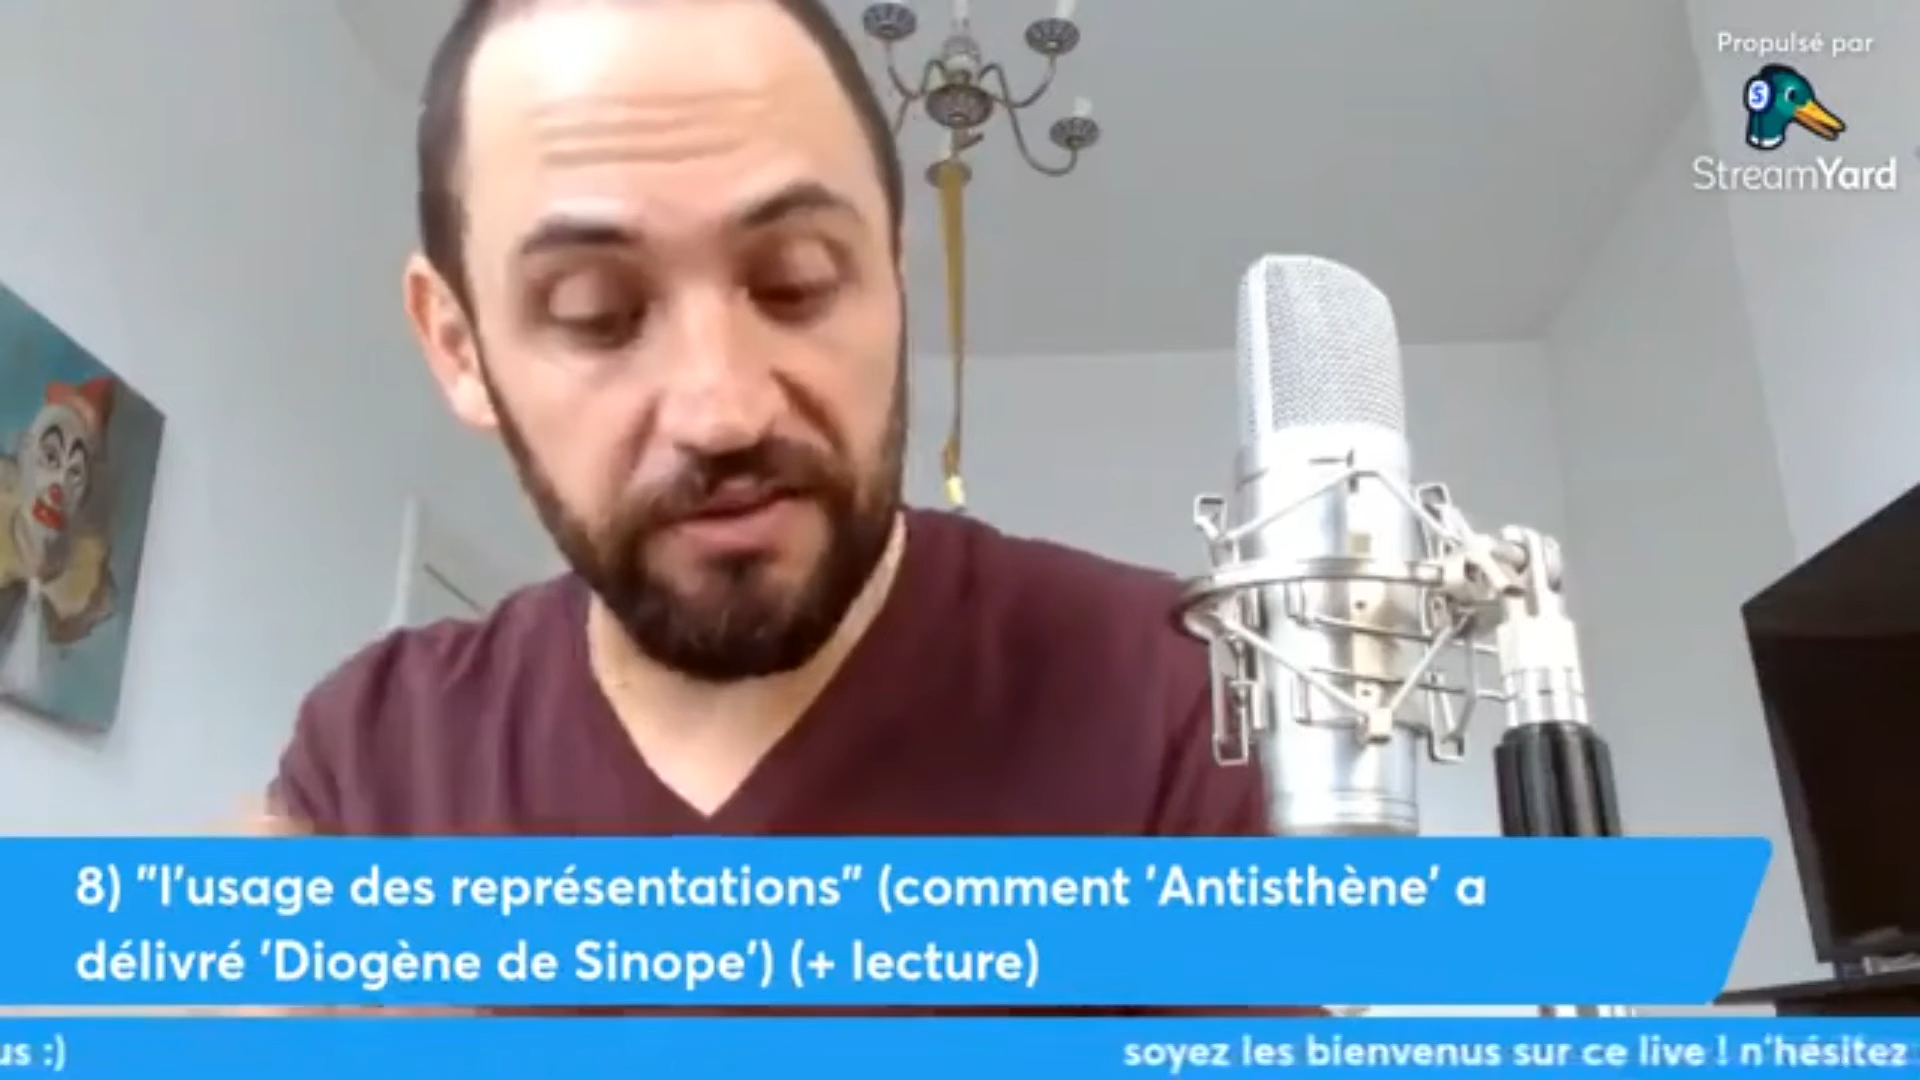 Propulsé par
StreamYard
8) "l'usage des représentations" (comment 'Antisthène' a
délivré 'Diogène de Sinope') (+ lecture)
us :)
soyez les bienvenus sur ce live ! n'hésitez